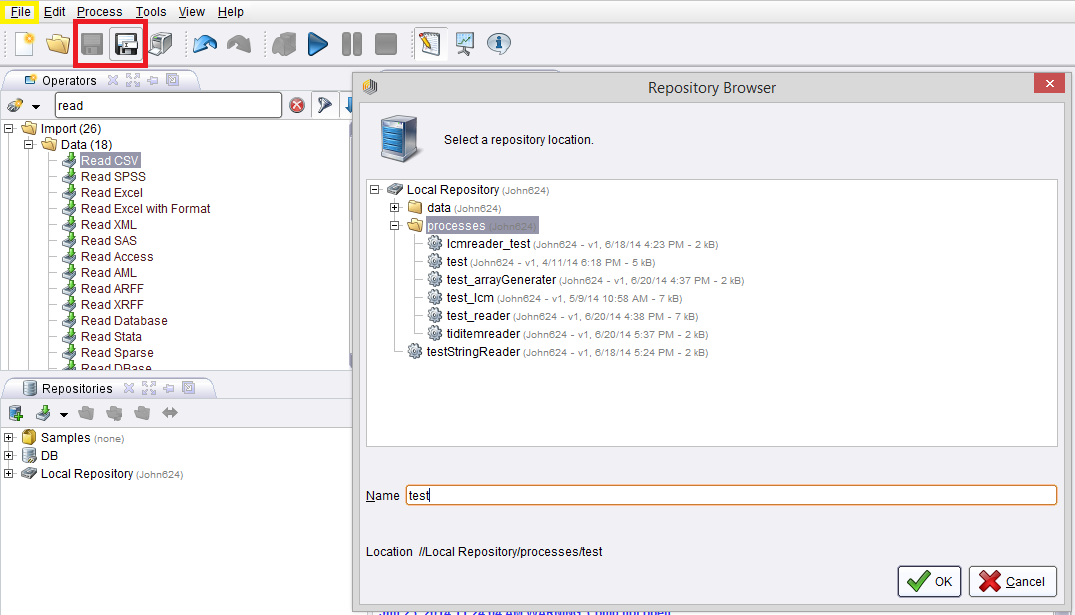 File Edit Process Tools View Help
Operators
read
Import (26)
Data (18)
Read CSV
Read SPSS
Read Excel
Read Excel with Format
Read XML
Read SAS
Read Access
Read AML
Read ARFF
Read XRFF
Read Database
Read Stata
Read Sparse
Read DBase
Repositories
Samples (none)
DB
Local Repository (John624)
Repository Browser
Select a repository location.
Local Repository (John624)
data (John624)
processes (John624)
lcmreader_test (John624 - v1, 6/18/14 4:23 PM - 2 kB)
test (John624 - v1, 4/11/14 6:18 PM - 5 kB)
test_arrayGenerater (John624 - v1, 6/20/14 4:37 PM - 2 kB)
test_lcm (John624 - v1, 5/9/14 10:58 AM - 7 kB)
test_reader (John624 - v1, 6/20/14 4:38 PM - 7 kB)
tiditemreader (John624 - v1, 6/20/14 5:37 PM - 2 kB)
testStringReader (John624 - v1, 6/18/14 5:24 PM - 2 kB)
Name test
Location //Local Repository/processes/test
OK Cancel